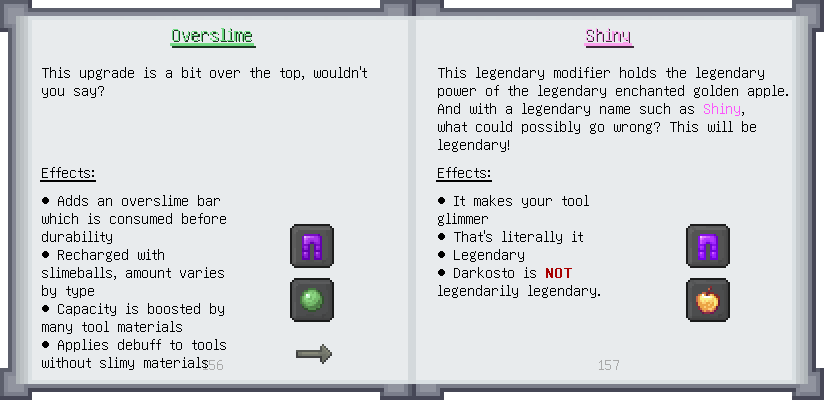 Overslime
This upgrade is a bit over the top, wouldn't
you say?
Effects:
• Adds an overslime bar
which is consumed before
durability
• Recharged with
slimeballs, amount varies
by type
• Capacity is boosted by
many tool materials
• Applies debuff to tools
without slimy materials
156
Shiny
This legendary modifier holds the legendary
power of the legendary enchanted golden apple.
And with a legendary name such as Shiny,
what could possibly go wrong? This will be
legendary!
Effects:
• It makes your tool
glimmer
• That's literally it
• Legendary
• Darkosto is NOT
legendarily legendary.
157